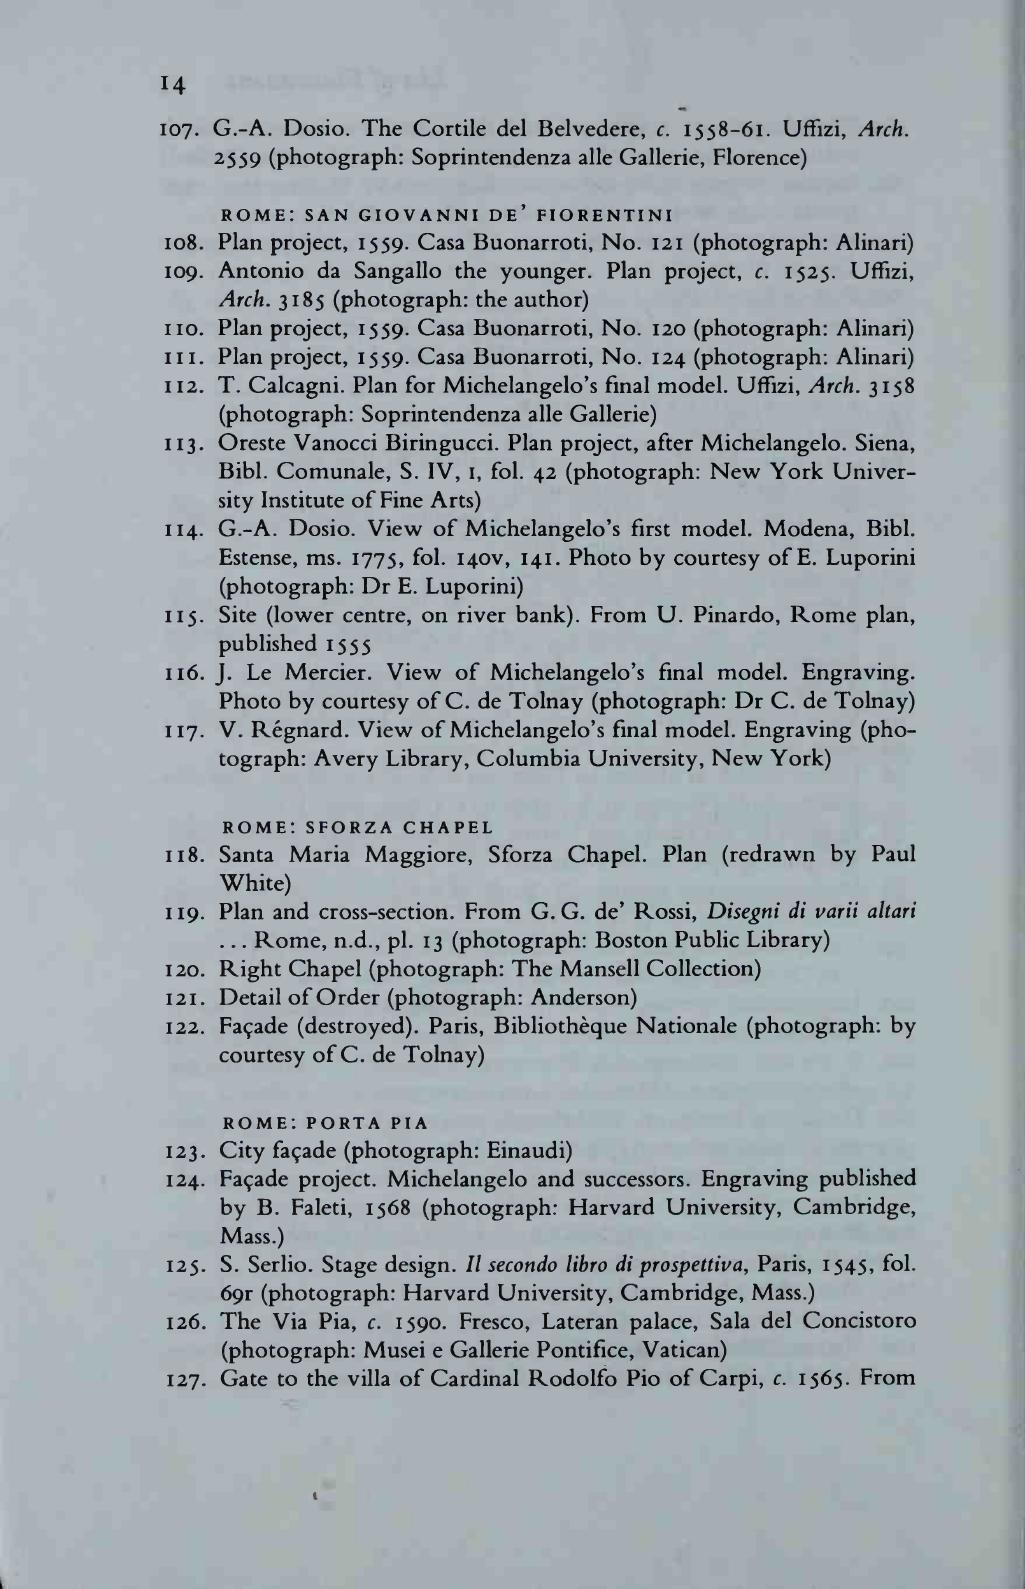 14
107. G.-A. Dosio. The Cortile del Belvedere, c. 1558–61. Uffizi, Arch.
2559 (photograph: Soprintendenza alle Gallerie, Florence)
ROME: SAN GIOVANNI DE' FIORENTINI
108. Plan project, 1559. Casa Buonarroti, No. 121 (photograph: Alinari)
109. Antonio da Sangallo the younger. Plan project, c. 1525. Uffizi,
Arch. 3185 (photograph: the author)
110. Plan project, 1559. Casa Buonarroti, No. 120 (photograph: Alinari)
111. Plan project, 1559. Casa Buonarroti, No. 124 (photograph: Alinari)
112. T. Calcagni. Plan for Michelangelo's final model. Uffizi, Arch. 3158
(photograph: Soprintendenza alle Gallerie)
113. Oreste Vanocci Biringucci. Plan project, after Michelangelo. Siena,
Bibl. Comunale, S. IV, 1, fol. 42 (photograph: New York Univer-
sity Institute of Fine Arts)
114. G.-A. Dosio. View of Michelangelo's first model. Modena, Bibl.
Estense, ms. 1775, fol. 140v, 141. Photo by courtesy of E. Luporini
(photograph: Dr E. Luporini)
115. Site (lower centre, on river bank). From U. Pinardo, Rome plan,
published 1555
116. J. Le Mercier. View of Michelangelo's final model. Engraving.
Photo by courtesy of C. de Tolnay (photograph: Dr C. de Tolnay)
117. V. Régnard. View of Michelangelo's final model. Engraving (pho-
tograph: Avery Library, Columbia University, New York)
ROME: SFORZA CHAPEL
118. Santa Maria Maggiore, Sforza Chapel. Plan (redrawn by Paul
White)
119. Plan and cross-section. From G. G. de' Rossi, Disegni di varii altari
... Rome, n.d., pl. 13 (photograph: Boston Public Library)
120. Right Chapel (photograph: The Mansell Collection)
121. Detail of Order (photograph: Anderson)
122. Façade (destroyed). Paris, Bibliothèque Nationale (photograph: by
courtesy of C. de Tolnay)
ROME: PORTA PIA
123. City façade (photograph: Einaudi)
124. Façade project. Michelangelo and successors. Engraving published
by B. Faleti, 1568 (photograph: Harvard University, Cambridge,
Mass.)
125. S. Serlio. Stage design. Il secondo libro di prospettiva, Paris, 1545, fol.
69r (photograph: Harvard University, Cambridge, Mass.)
126. The Via Pia, c. 1590. Fresco, Lateran palace, Sala del Concistoro
(photograph: Musei e Gallerie Pontifice, Vatican)
127. Gate to the villa of Cardinal Rodolfo Pio of Carpi, c. 1565. From